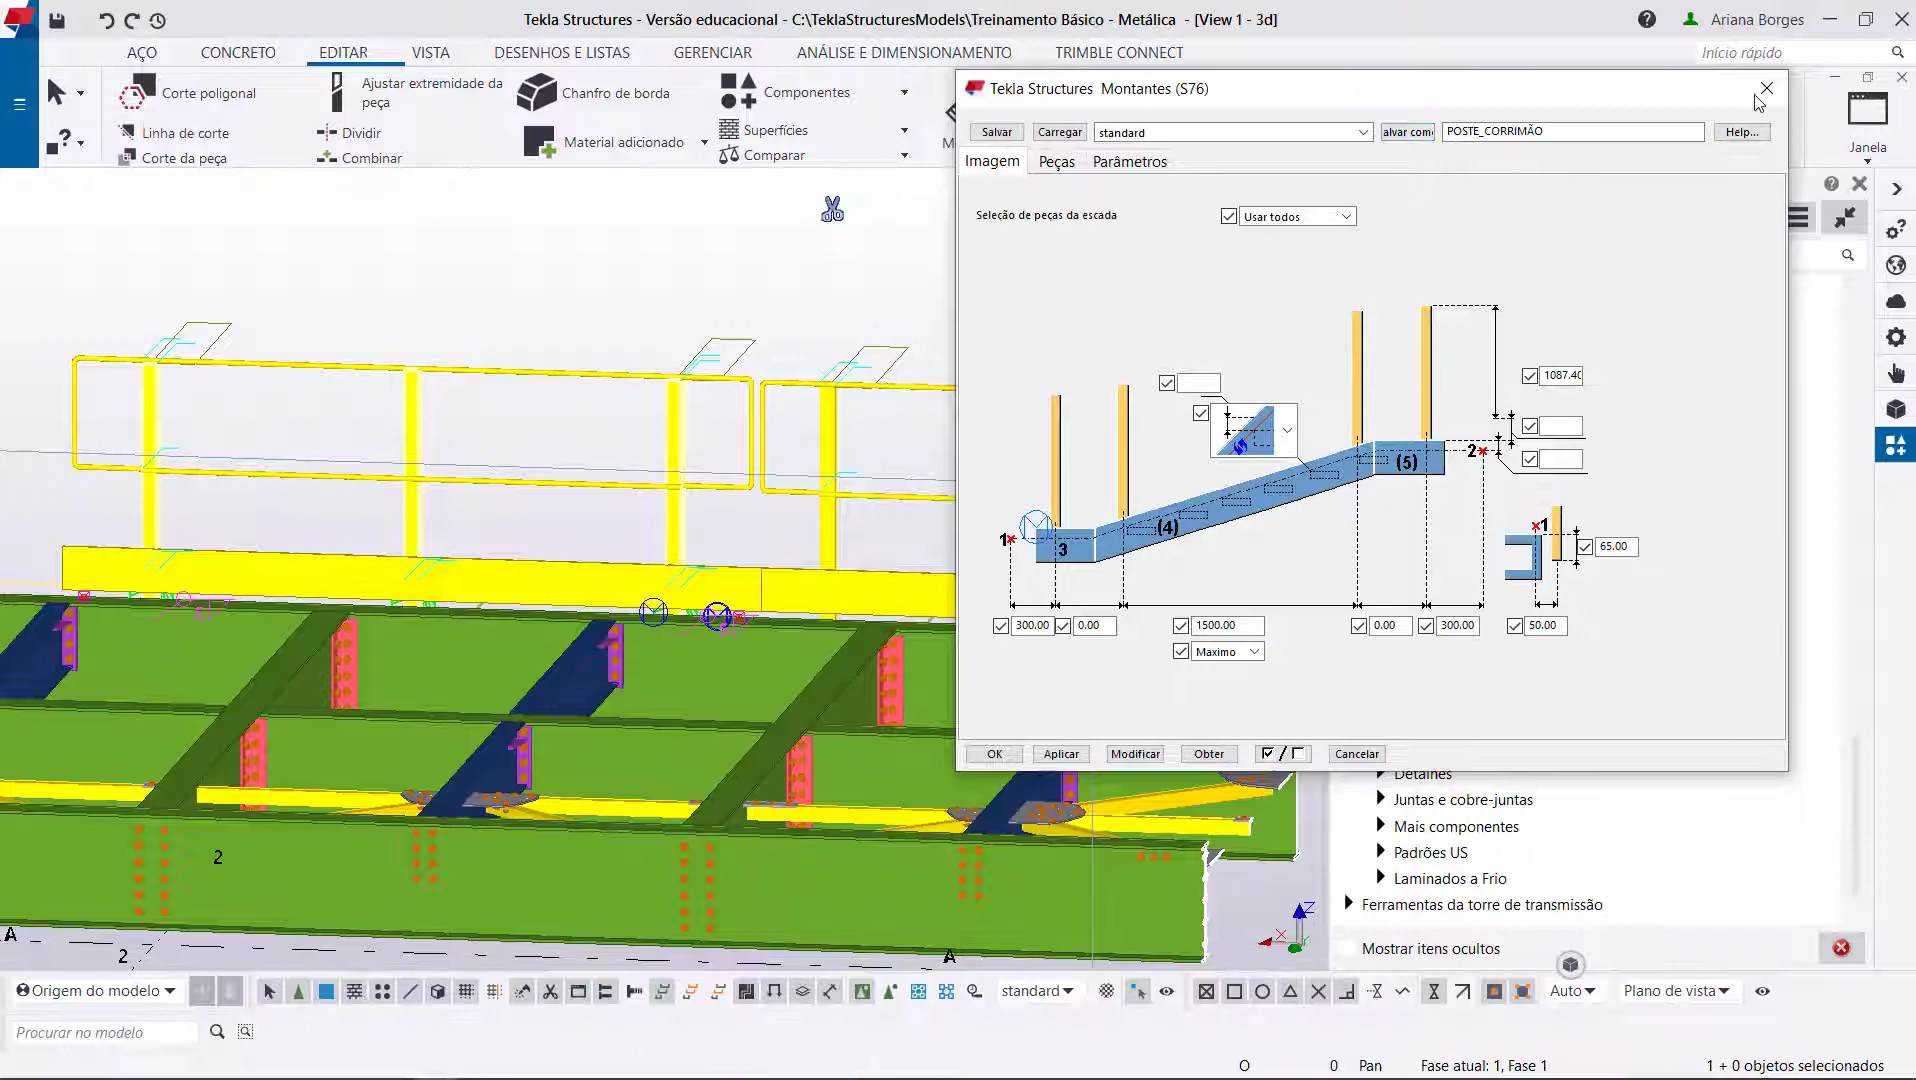 Tekla Structures - Versão educacional - C:\TeklaStructuresModels\Treinamento Básico - Metálica - [View 1 - 3d]
Ariana Borges
AÇO CONCRETO EDITAR VISTA DESENHOS E LISTAS GERENCIAR ANÁLISE E DIMENSIONAMENTO TRIMBLE CONNECT
Início rápido
Corte poligonal
Ajustar extremidade da
peça
Chanfro de borda
Componentes
Linha de corte
Dividir
Material adicionado
Superfícies
Corte da peça
Combinar
Comparar
Janela
Tekla Structures Montantes (S76)
Salvar Carregar standard alvar com POSTE_CORRIMÃO Help...
Imagem Peças Parâmetros
Seleção de peças da escada Usar todos
1087.40
2
(5)
1
(4)
1
3
65.00
300.00 0.00 1500.00 0.00 300.00 50.00
Maximo
OK Aplicar Modificar Obter / Cancelar
Detalhes
Juntas e cobre-juntas
Mais componentes
Padrões US
Laminados a Frio
Ferramentas da torre de transmissão
Mostrar itens ocultos
2
A
2
A
Z
X
Origem do modelo standard Auto Plano de vista
Procurar no modelo
O 0 Pan Fase atual: 1, Fase 1 1 + 0 objetos selecionados